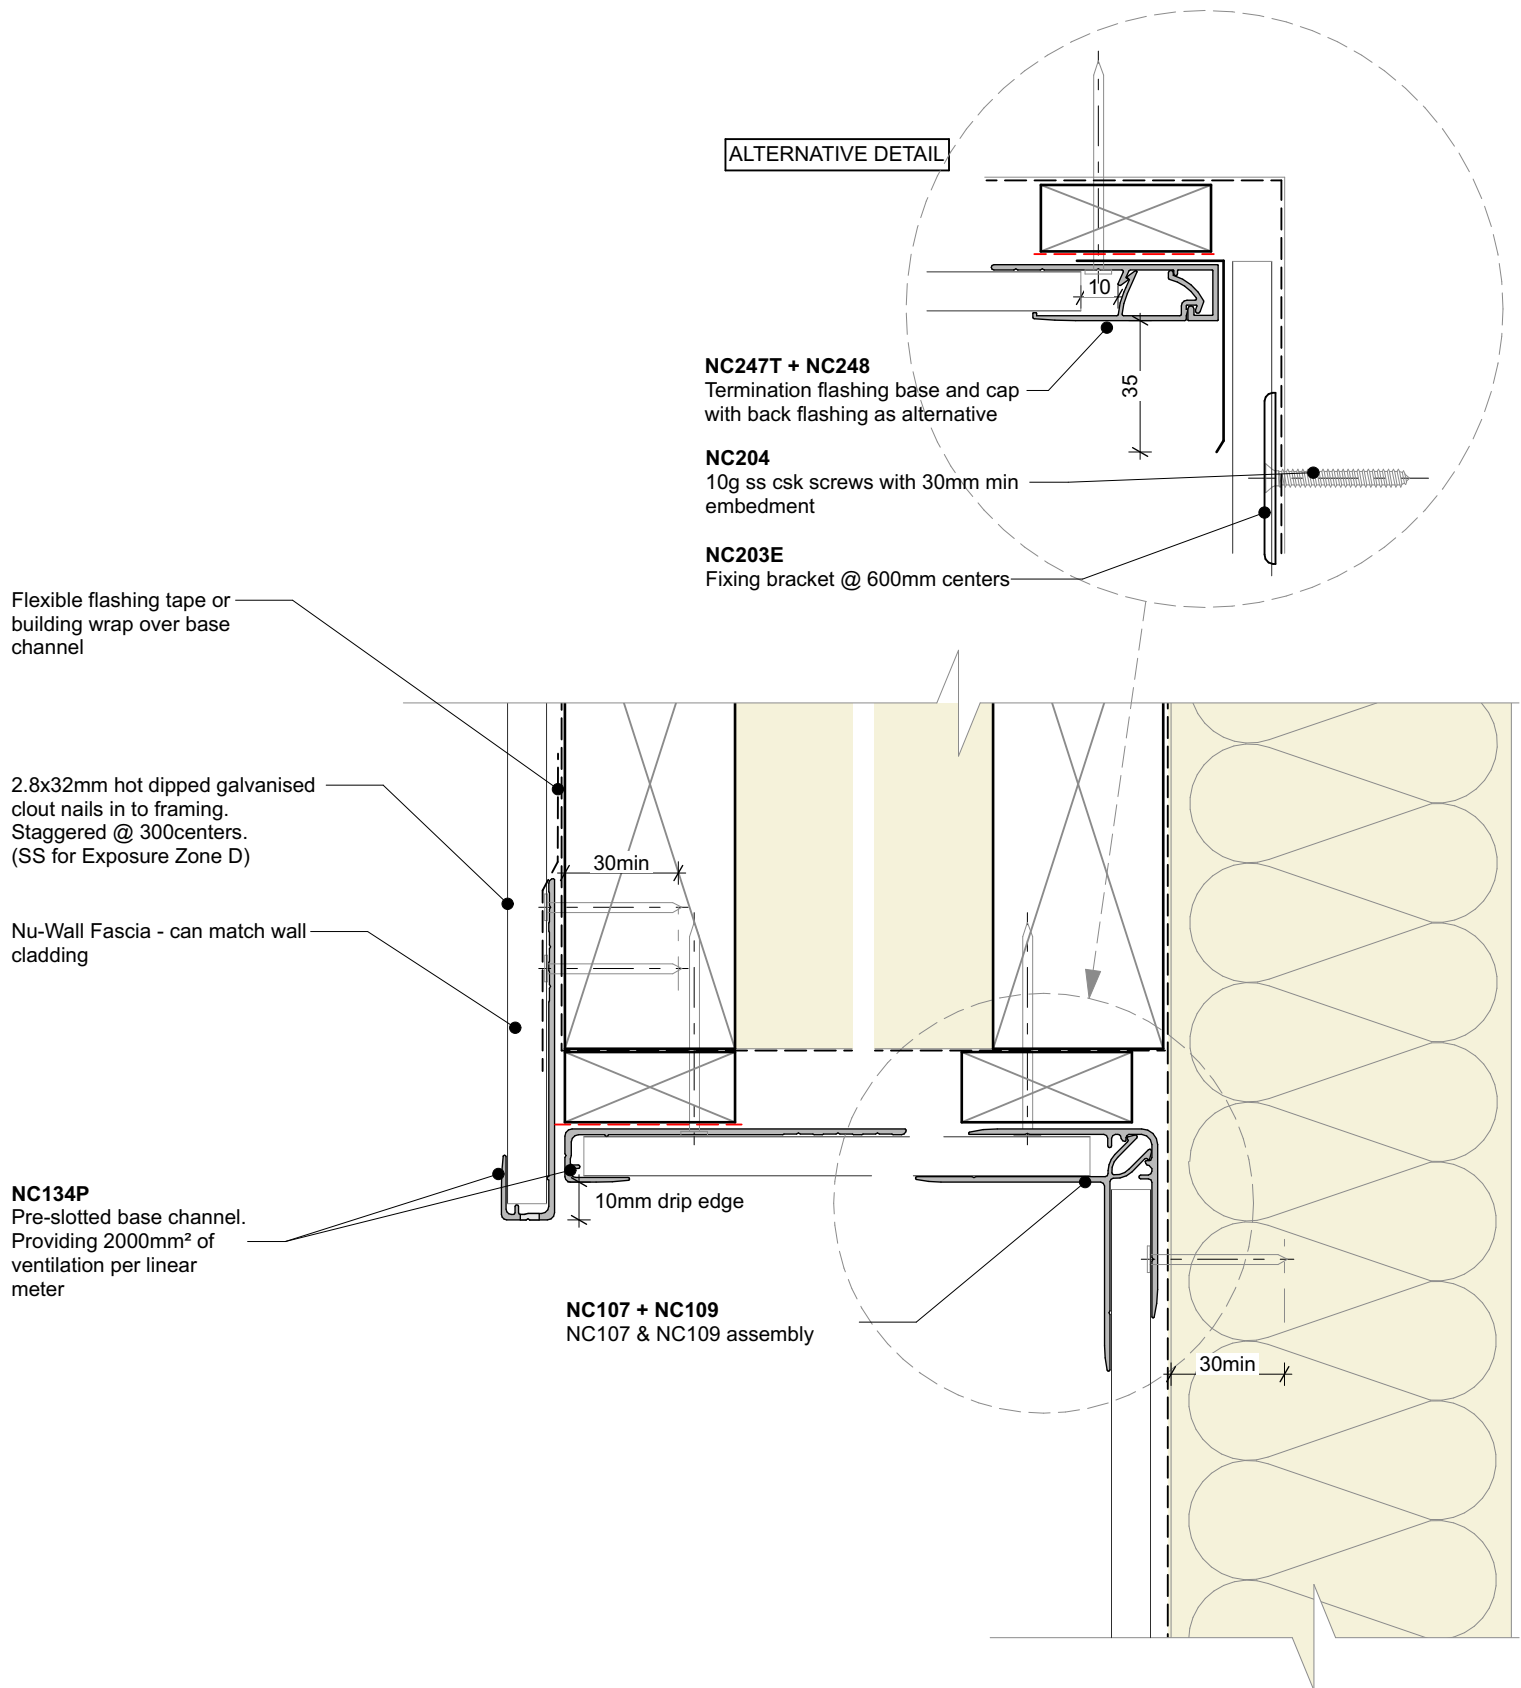 ALTERNATIVE DETAIL
10
NC247T + NC248
Termination flashing base and cap
with back flashing as alternative
35
NC204
10g ss csk screws with 30mm min
embedment
NC203E
Fixing bracket @ 600mm centers
Flexible flashing tape or
building wrap over base
channel
2.8x32mm hot dipped galvanised
clout nails in to framing.
Staggered @ 300centers.
(SS for Exposure Zone D)
30min
Nu-Wall Fascia - can match wall
cladding
NC134P
Pre-slotted base channel.
Providing 2000mm² of
ventilation per linear
meter
10mm drip edge
NC107 + NC109
NC107 & NC109 assembly
30min